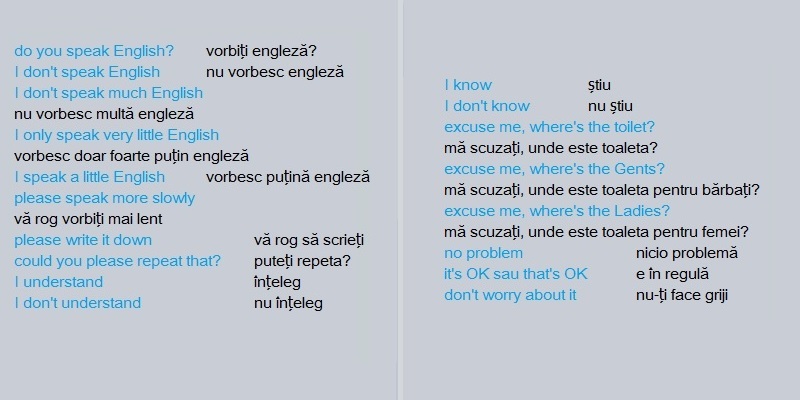 do you speak English? vorbiți engleză?
I don't speak English nu vorbesc engleză
I don't speak much English
nu vorbesc multă engleză
I only speak very little English
vorbesc doar foarte puțin engleză
I speak a little English vorbesc puțină engleză
please speak more slowly
vă rog vorbiți mai lent
please write it down vă rog să scrieți
could you please repeat that? puteți repeta?
I understand înțeleg
I don't understand nu înțeleg
I know știu
I don't know nu știu
excuse me, where's the toilet?
mă scuzați, unde este toaleta?
excuse me, where's the Gents?
mă scuzați, unde este toaleta pentru bărbați?
excuse me, where's the Ladies?
mă scuzați, unde este toaleta pentru femei?
no problem nicio problemă
it's OK sau that's OK e în regulă
don't worry about it nu-ți face griji